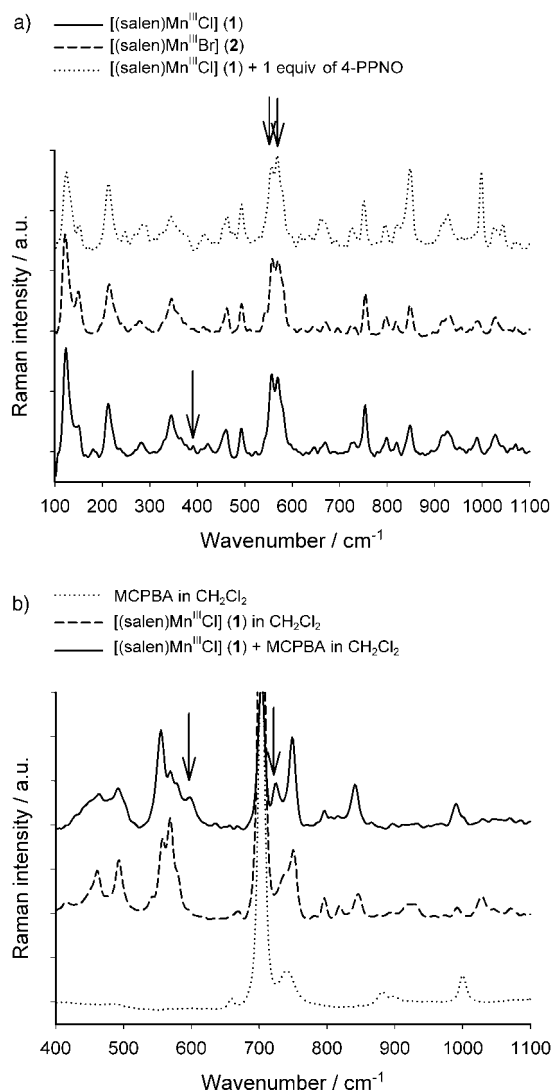 a)
[(salen)MnIIICl] (1)
[(salen)MnIIIBr] (2)
[(salen)MnIIICl] (1) + 1 equiv of 4-PPNO
Raman intensity / a.u.
100 200 300 400 500 600 700 800 900 1000 1100
Wavenumber / cm-1
b)
MCPBA in CH2Cl2
[(salen)MnIIICl] (1) in CH2Cl2
[(salen)MnIIICl] (1) + MCPBA in CH2Cl2
Raman intensity / a.u.
400 500 600 700 800 900 1000 1100
Wavenumber / cm-1